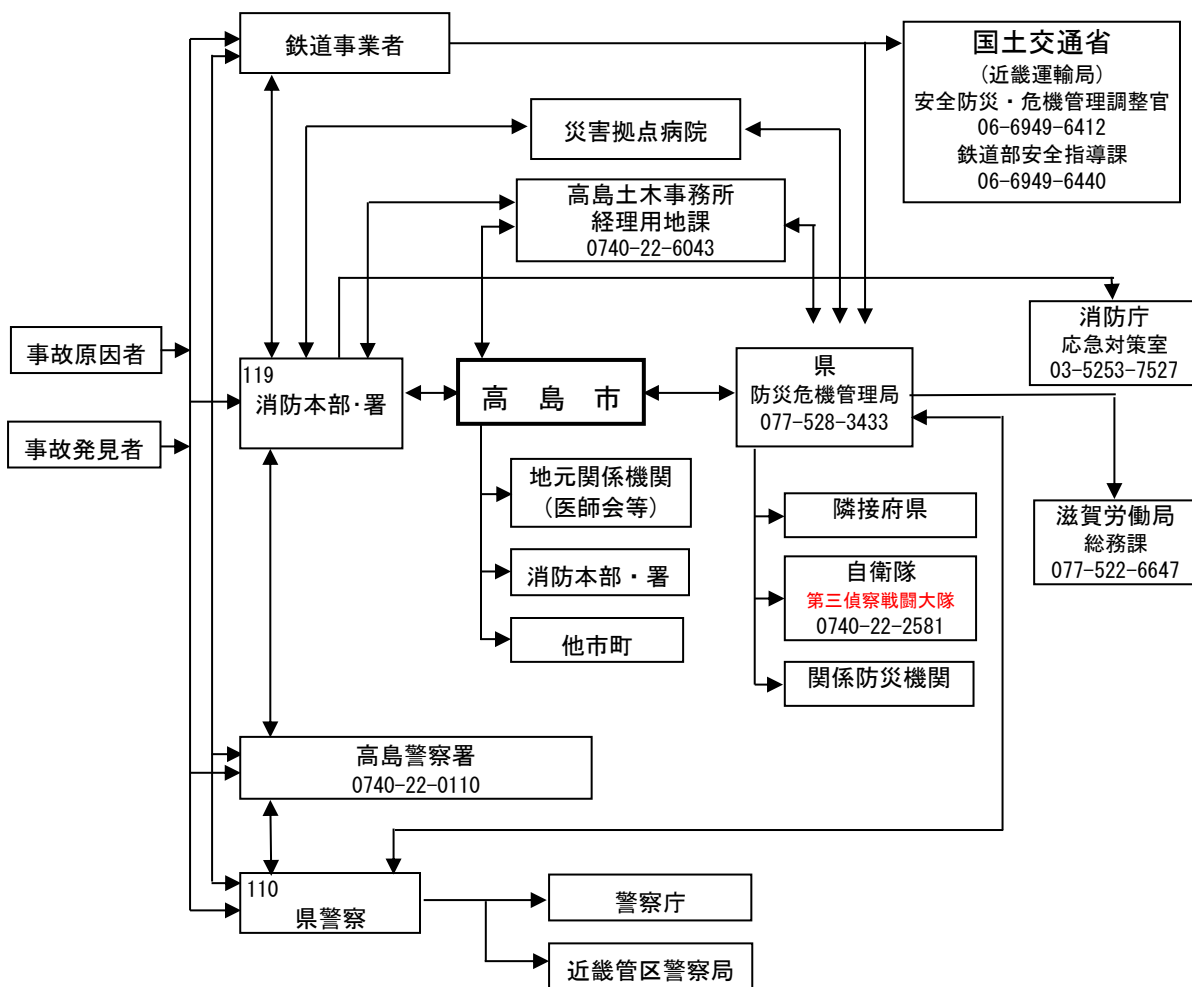 鉄道事業者
国土交通省
(近畿運輸局)
安全防災・危機管理調整官
06-6949-6412
鉄道部安全指導課
06-6949-6440
災害拠点病院
高島土木事務所
経理用地課
0740-22-6043
消防庁
応急対策室
03-5253-7527
事故原因者
事故発見者
119
消防本部・署
高 島 市
県
防災危機管理局
077-528-3433
地元関係機関
(医師会等)
消防本部・署
他市町
隣接府県
自衛隊
第三偵察戦闘大隊
0740-22-2581
関係防災機関
滋賀労働局
総務課
077-522-6647
高島警察署
0740-22-0110
110
県警察
警察庁
近畿管区警察局